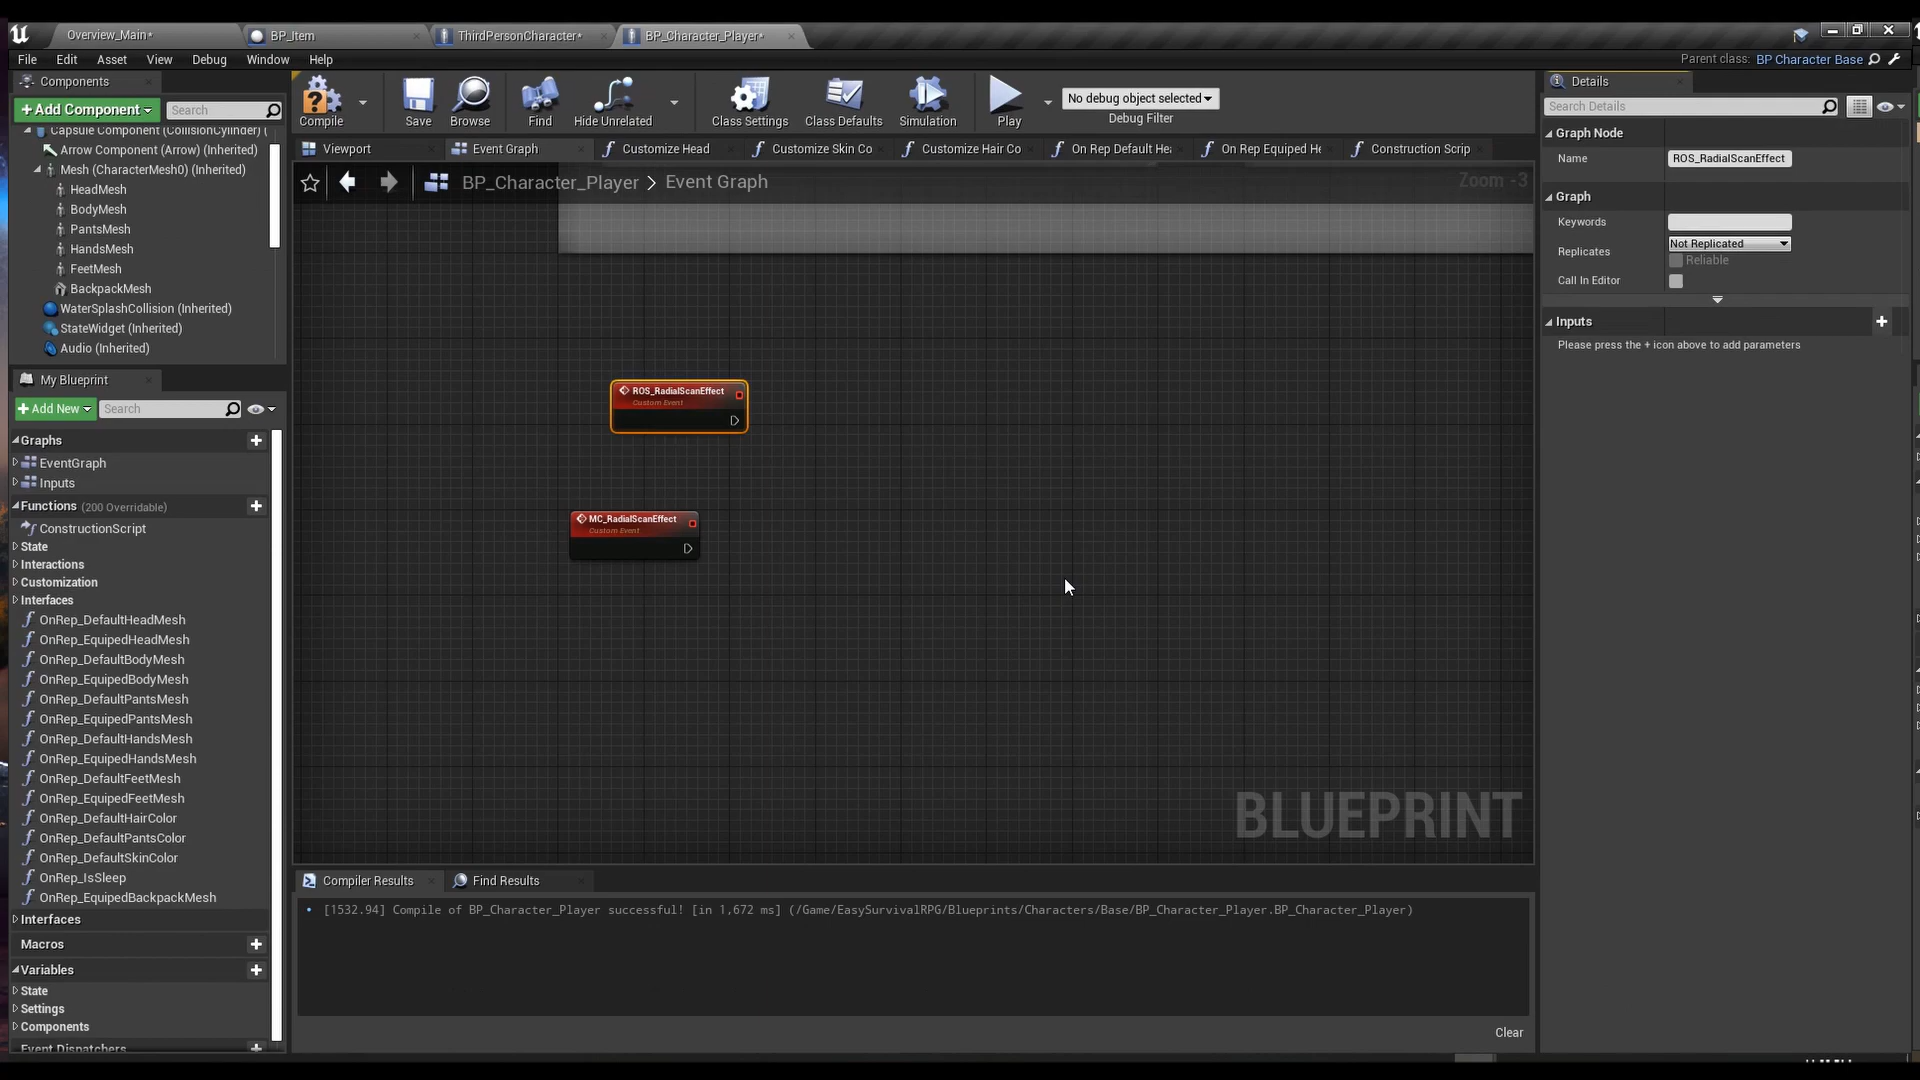 Overview_Main*
BP_Item
ThirdPersonCharacter*
BP_Character_Player*
File
Edit
Asset
View
Debug
Window
Help
Parent class:
BP Character Base
Components
Add Component
Search
Capsule Component (CollisionCylinder) (
Arrow Component (Arrow) (Inherited)
Mesh (CharacterMesh0) (Inherited)
HeadMesh
BodyMesh
PantsMesh
HandsMesh
FeetMesh
BackpackMesh
WaterSplashCollision (Inherited)
StateWidget (Inherited)
Audio (Inherited)
My Blueprint
Add New
Search
Graphs
EventGraph
Inputs
Functions (200 Overridable)
ConstructionScript
State
Interactions
Customization
Interfaces
OnRep_DefaultHeadMesh
OnRep_EquipedHeadMesh
OnRep_DefaultBodyMesh
OnRep_EquipedBodyMesh
OnRep_DefaultPantsMesh
OnRep_EquipedPantsMesh
OnRep_DefaultHandsMesh
OnRep_EquipedHandsMesh
OnRep_DefaultFeetMesh
OnRep_EquipedFeetMesh
OnRep_DefaultHairColor
OnRep_DefaultPantsColor
OnRep_DefaultSkinColor
OnRep_IsSleep
OnRep_EquipedBackpackMesh
Interfaces
Macros
Variables
State
Settings
Components
Event Dispatchers
Compile
Save
Browse
Find
Hide Unrelated
Class Settings
Class Defaults
Simulation
Play
No debug object selected
Debug Filter
Viewport
Event Graph
Customize Head
Customize Skin Co
Customize Hair Co
On Rep Default Hea
On Rep Equiped He
Construction Scrip
BP_Character_Player > Event Graph
Zoom -3
ROS_RadialScanEffect
Custom Event
MC_RadialScanEffect
Custom Event
BLUEPRINT
Compiler Results
Find Results
[1532.94] Compile of BP_Character_Player successful! [in 1,672 ms] (/Game/EasySurvivalRPG/Blueprints/Characters/Base/BP_Character_Player.BP_Character_Player)
Clear
Details
Search Details
Graph Node
Name
ROS_RadialScanEffect
Graph
Keywords
Replicates
Not Replicated
Reliable
Call In Editor
Inputs
Please press the + icon above to add parameters